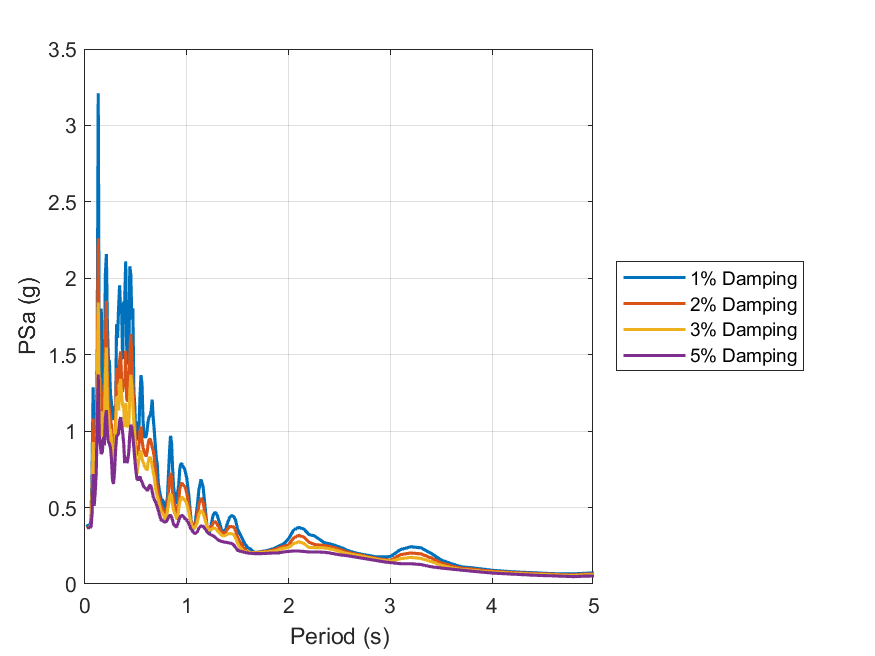 3.5
3
2.5
2
1.5
1
0.5
0
0 1 2 3 4 5
PSa (g)
Period (s)
1% Damping
2% Damping
3% Damping
5% Damping